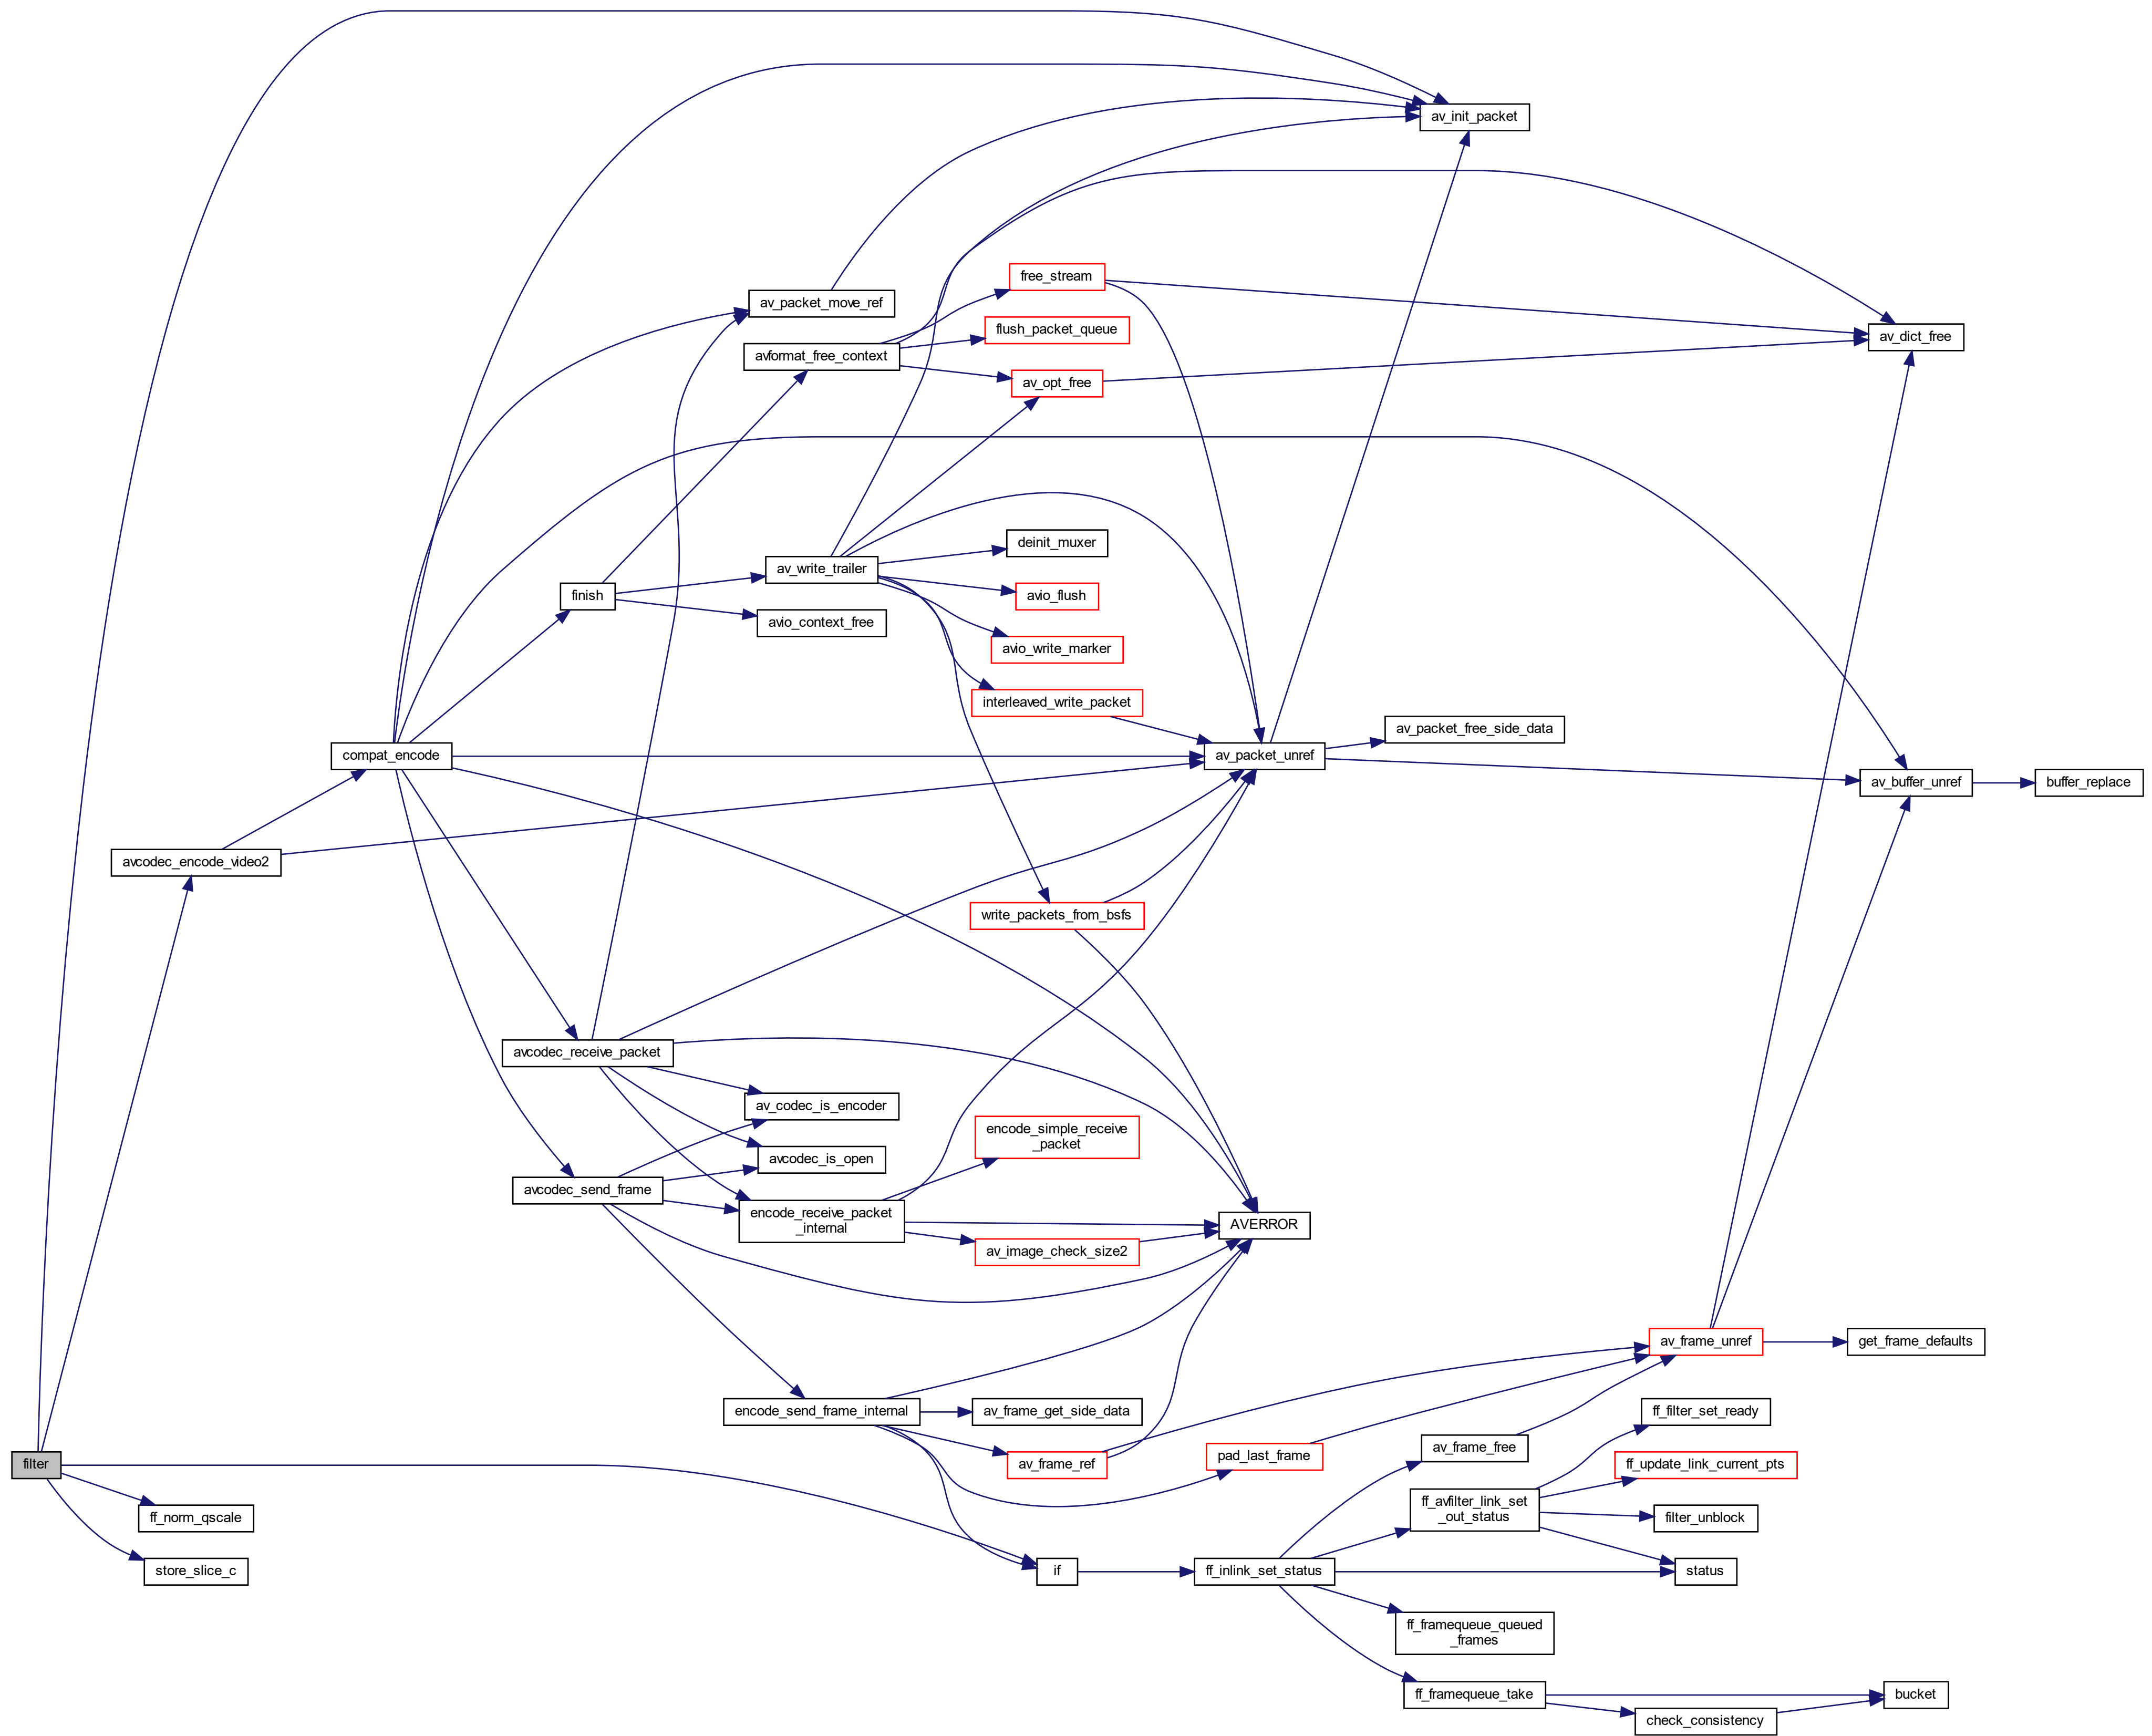 av_init_packet
free_stream
av_packet_move_ref
flush_packet_queue
av_dict_free
avformat_free_context
av_opt_free
deinit_muxer
av_write_trailer
finish
avio_flush
avio_context_free
avio_write_marker
interleaved_write_packet
av_packet_free_side_data
compat_encode
av_packet_unref
av_buffer_unref
buffer_replace
avcodec_encode_video2
write_packets_from_bsfs
avcodec_receive_packet
av_codec_is_encoder
encode_simple_receive
_packet
avcodec_is_open
avcodec_send_frame
encode_receive_packet
_internal
AVERROR
av_image_check_size2
av_frame_unref
get_frame_defaults
encode_send_frame_internal
av_frame_get_side_data
ff_filter_set_ready
av_frame_free
pad_last_frame
filter
av_frame_ref
ff_update_link_current_pts
ff_avfilter_link_set
_out_status
ff_norm_qscale
filter_unblock
store_slice_c
if
ff_inlink_set_status
status
ff_framequeue_queued
_frames
ff_framequeue_take
bucket
check_consistency